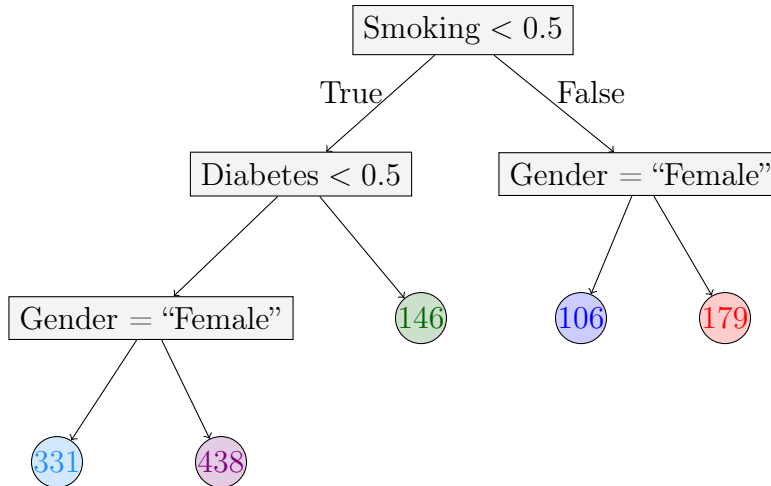 Smoking < 0.5
True
False
Diabetes < 0.5
Gender = “Female”
Gender = “Female”
146
106
179
331
438